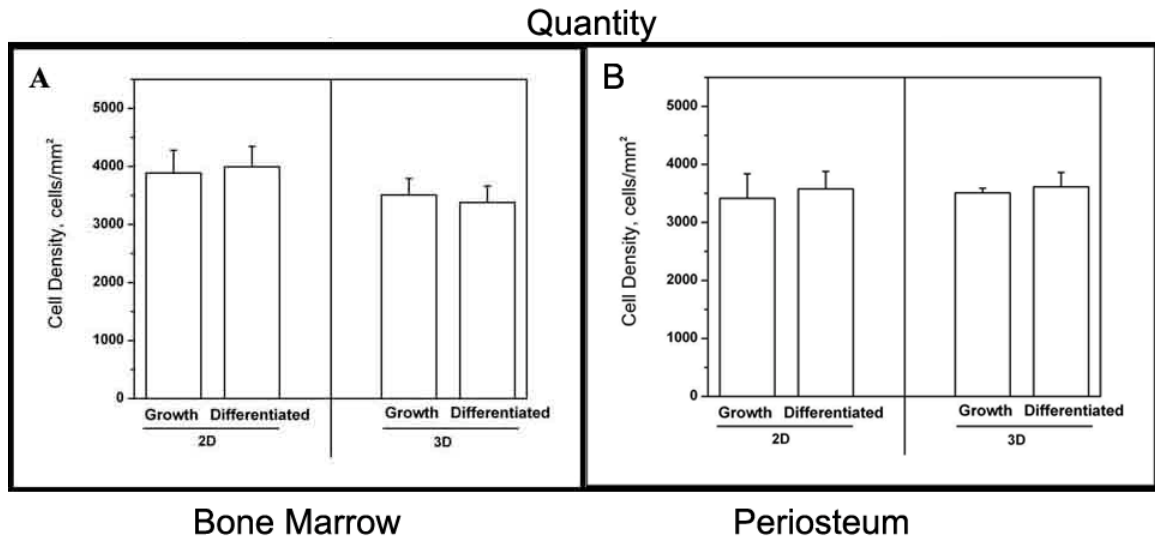 Quantity
A
Cell Density, cells/mm²
5000
4000
3000
2000
1000
0
Growth Differentiated
2D
Growth Differentiated
3D
Bone Marrow
B
Cell Density, cells/mm²
5000
4000
3000
2000
1000
0
Growth Differentiated
2D
Growth Differentiated
3D
Periosteum